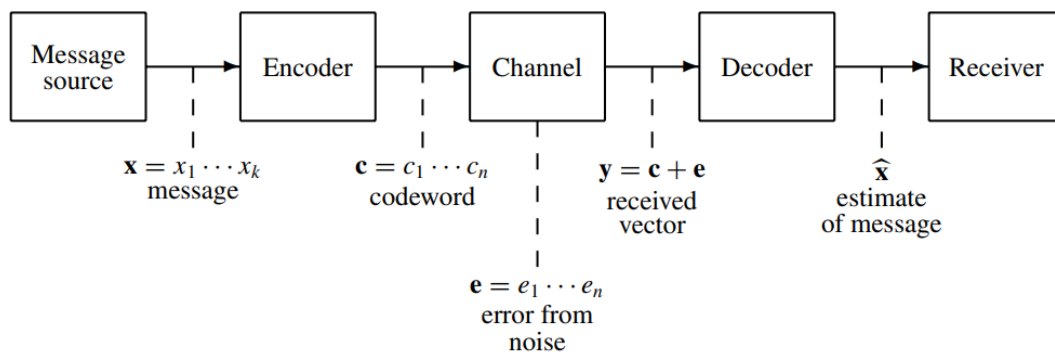 Message
source
Encoder
Channel
Decoder
Receiver
x = x₁ ⋯ xₖ
message
c = c₁ ⋯ cₙ
codeword
y = c + e
received
vector
x̂
estimate
of message
e = e₁ ⋯ eₙ
error from
noise